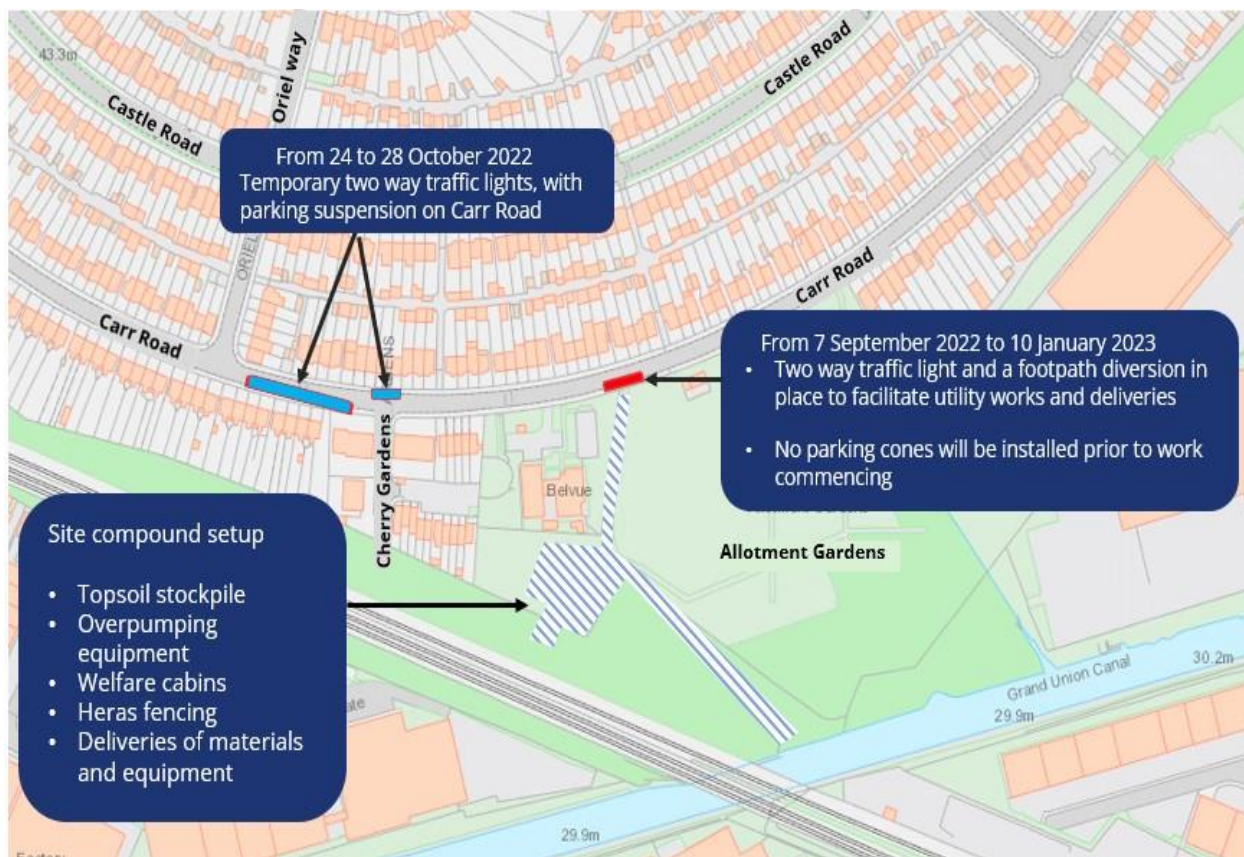 43.3m
Oriel way
Castle Road
Castle Road
From 24 to 28 October 2022
Temporary two way traffic lights, with
parking suspension on Carr Road
ORIEL
Carr Road
Carr Road
From 7 September 2022 to 10 January 2023
• Two way traffic light and a footpath diversion in
place to facilitate utility works and deliveries
• No parking cones will be installed prior to work
commencing
ENS
Cherry Gardens
Belvue
Allotment Gardens
Site compound setup
• Topsoil stockpile
• Overpumping
equipment
• Welfare cabins
• Heras fencing
• Deliveries of materials
and equipment
Grand Union Canal
30.2m
29.9m
29.9m